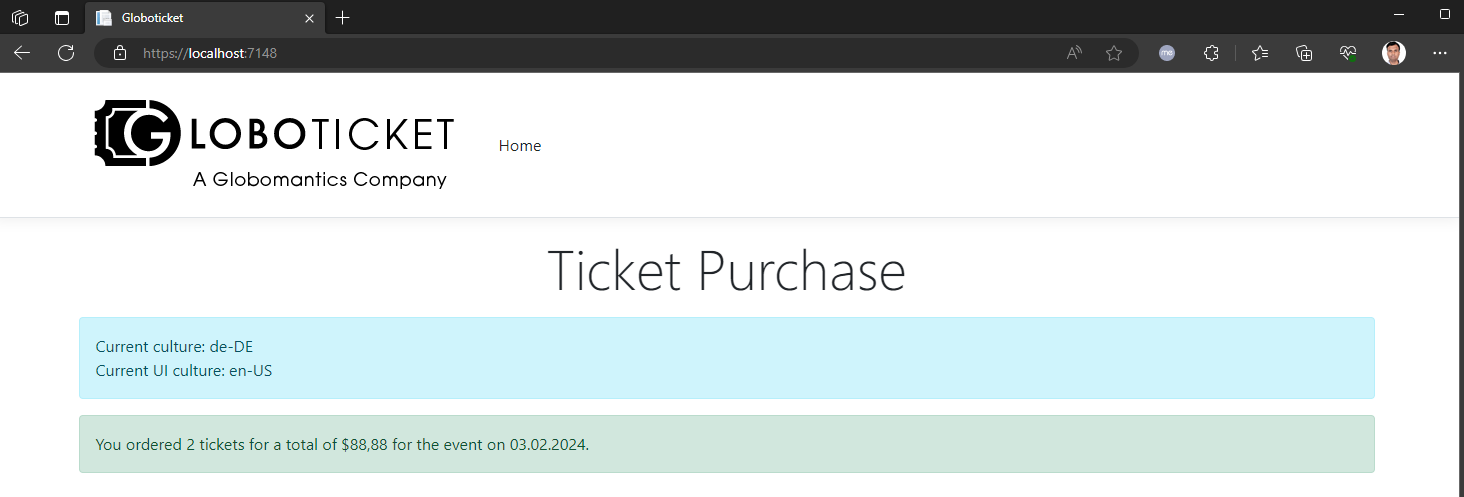 Globoticket
https://localhost:7148
me
GLOBOTICKET
Home
A Globomantics Company
Ticket Purchase
Current culture: de-DE
Current UI culture: en-US
You ordered 2 tickets for a total of $88,88 for the event on 03.02.2024.